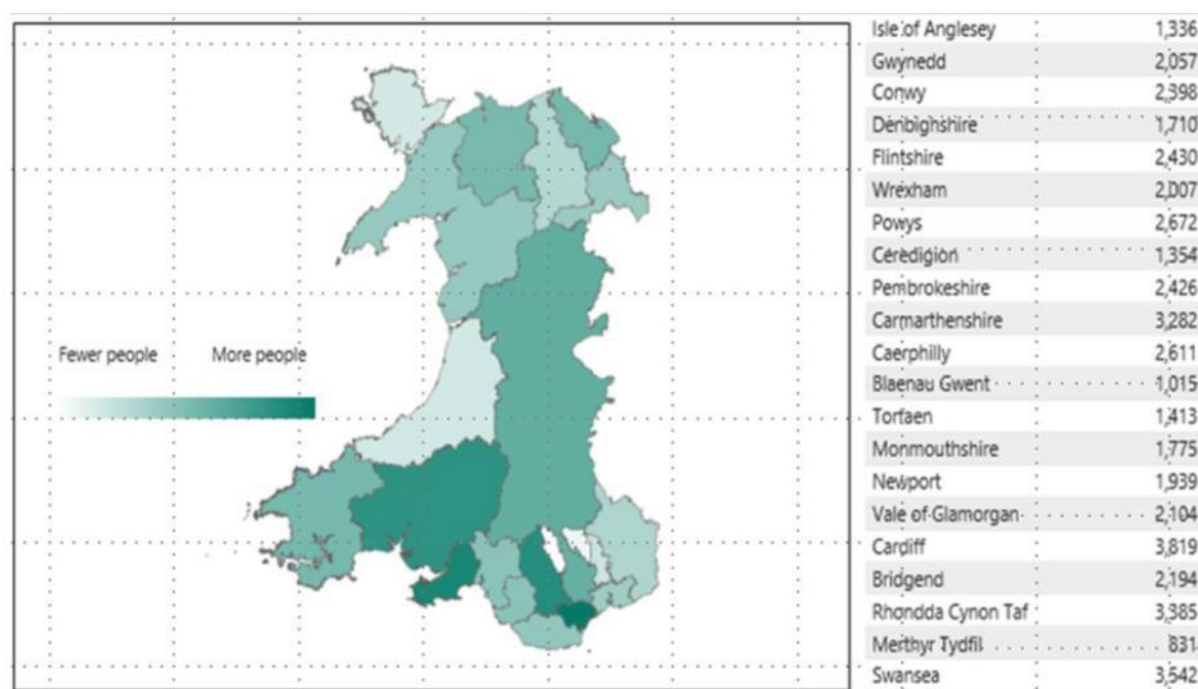 Fewer people More people
Isle of Anglesey 1,336
Gwynedd 2,057
Conwy 2,398
Denbighshire 1,710
Flintshire 2,430
Wrexham 2,007
Powys 2,672
Ceredigion 1,354
Pembrokeshire 2,426
Carmarthenshire 3,282
Caerphilly 2,611
Blaenau Gwent 1,015
Torfaen 1,413
Monmouthshire 1,775
Newport 1,939
Vale of Glamorgan 2,104
Cardiff 3,819
Bridgend 2,194
Rhondda Cynon Taf 3,385
Merthyr Tydfil 831
Swansea 3,542